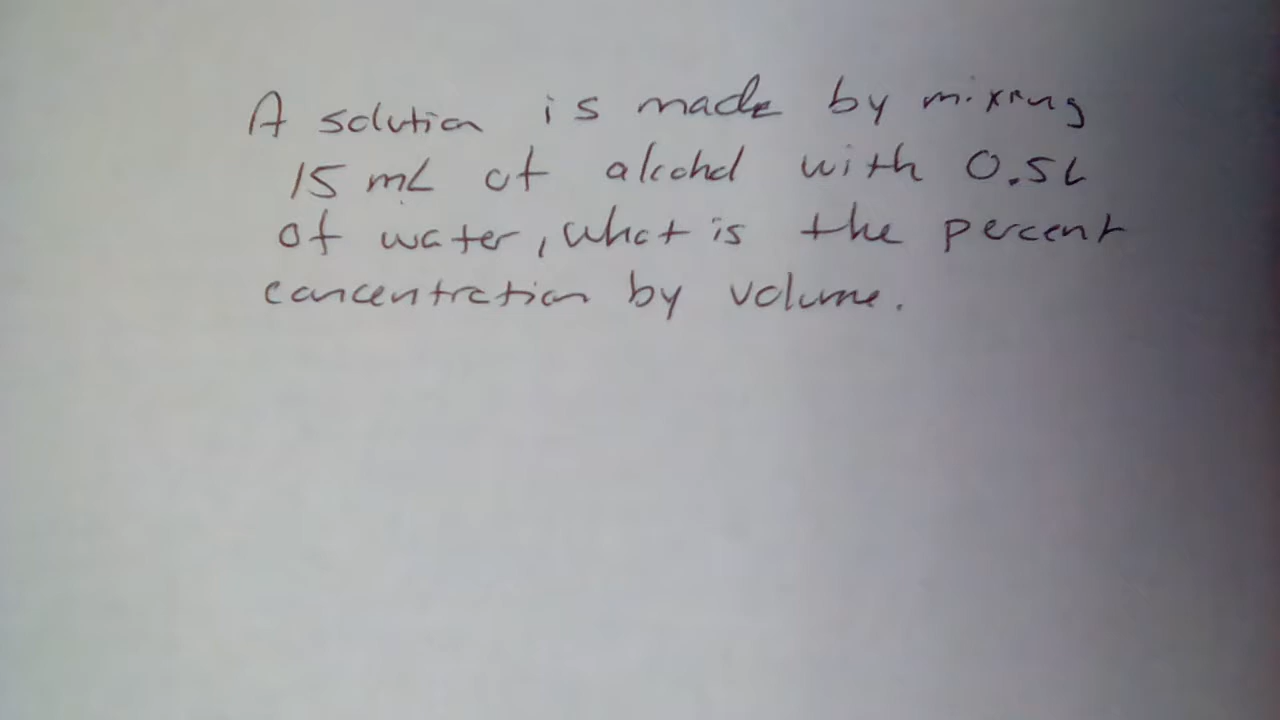 A solution is made by mixing
15 mL of alcohol with 0.5L
of water, what is the percent
concentration by volume.